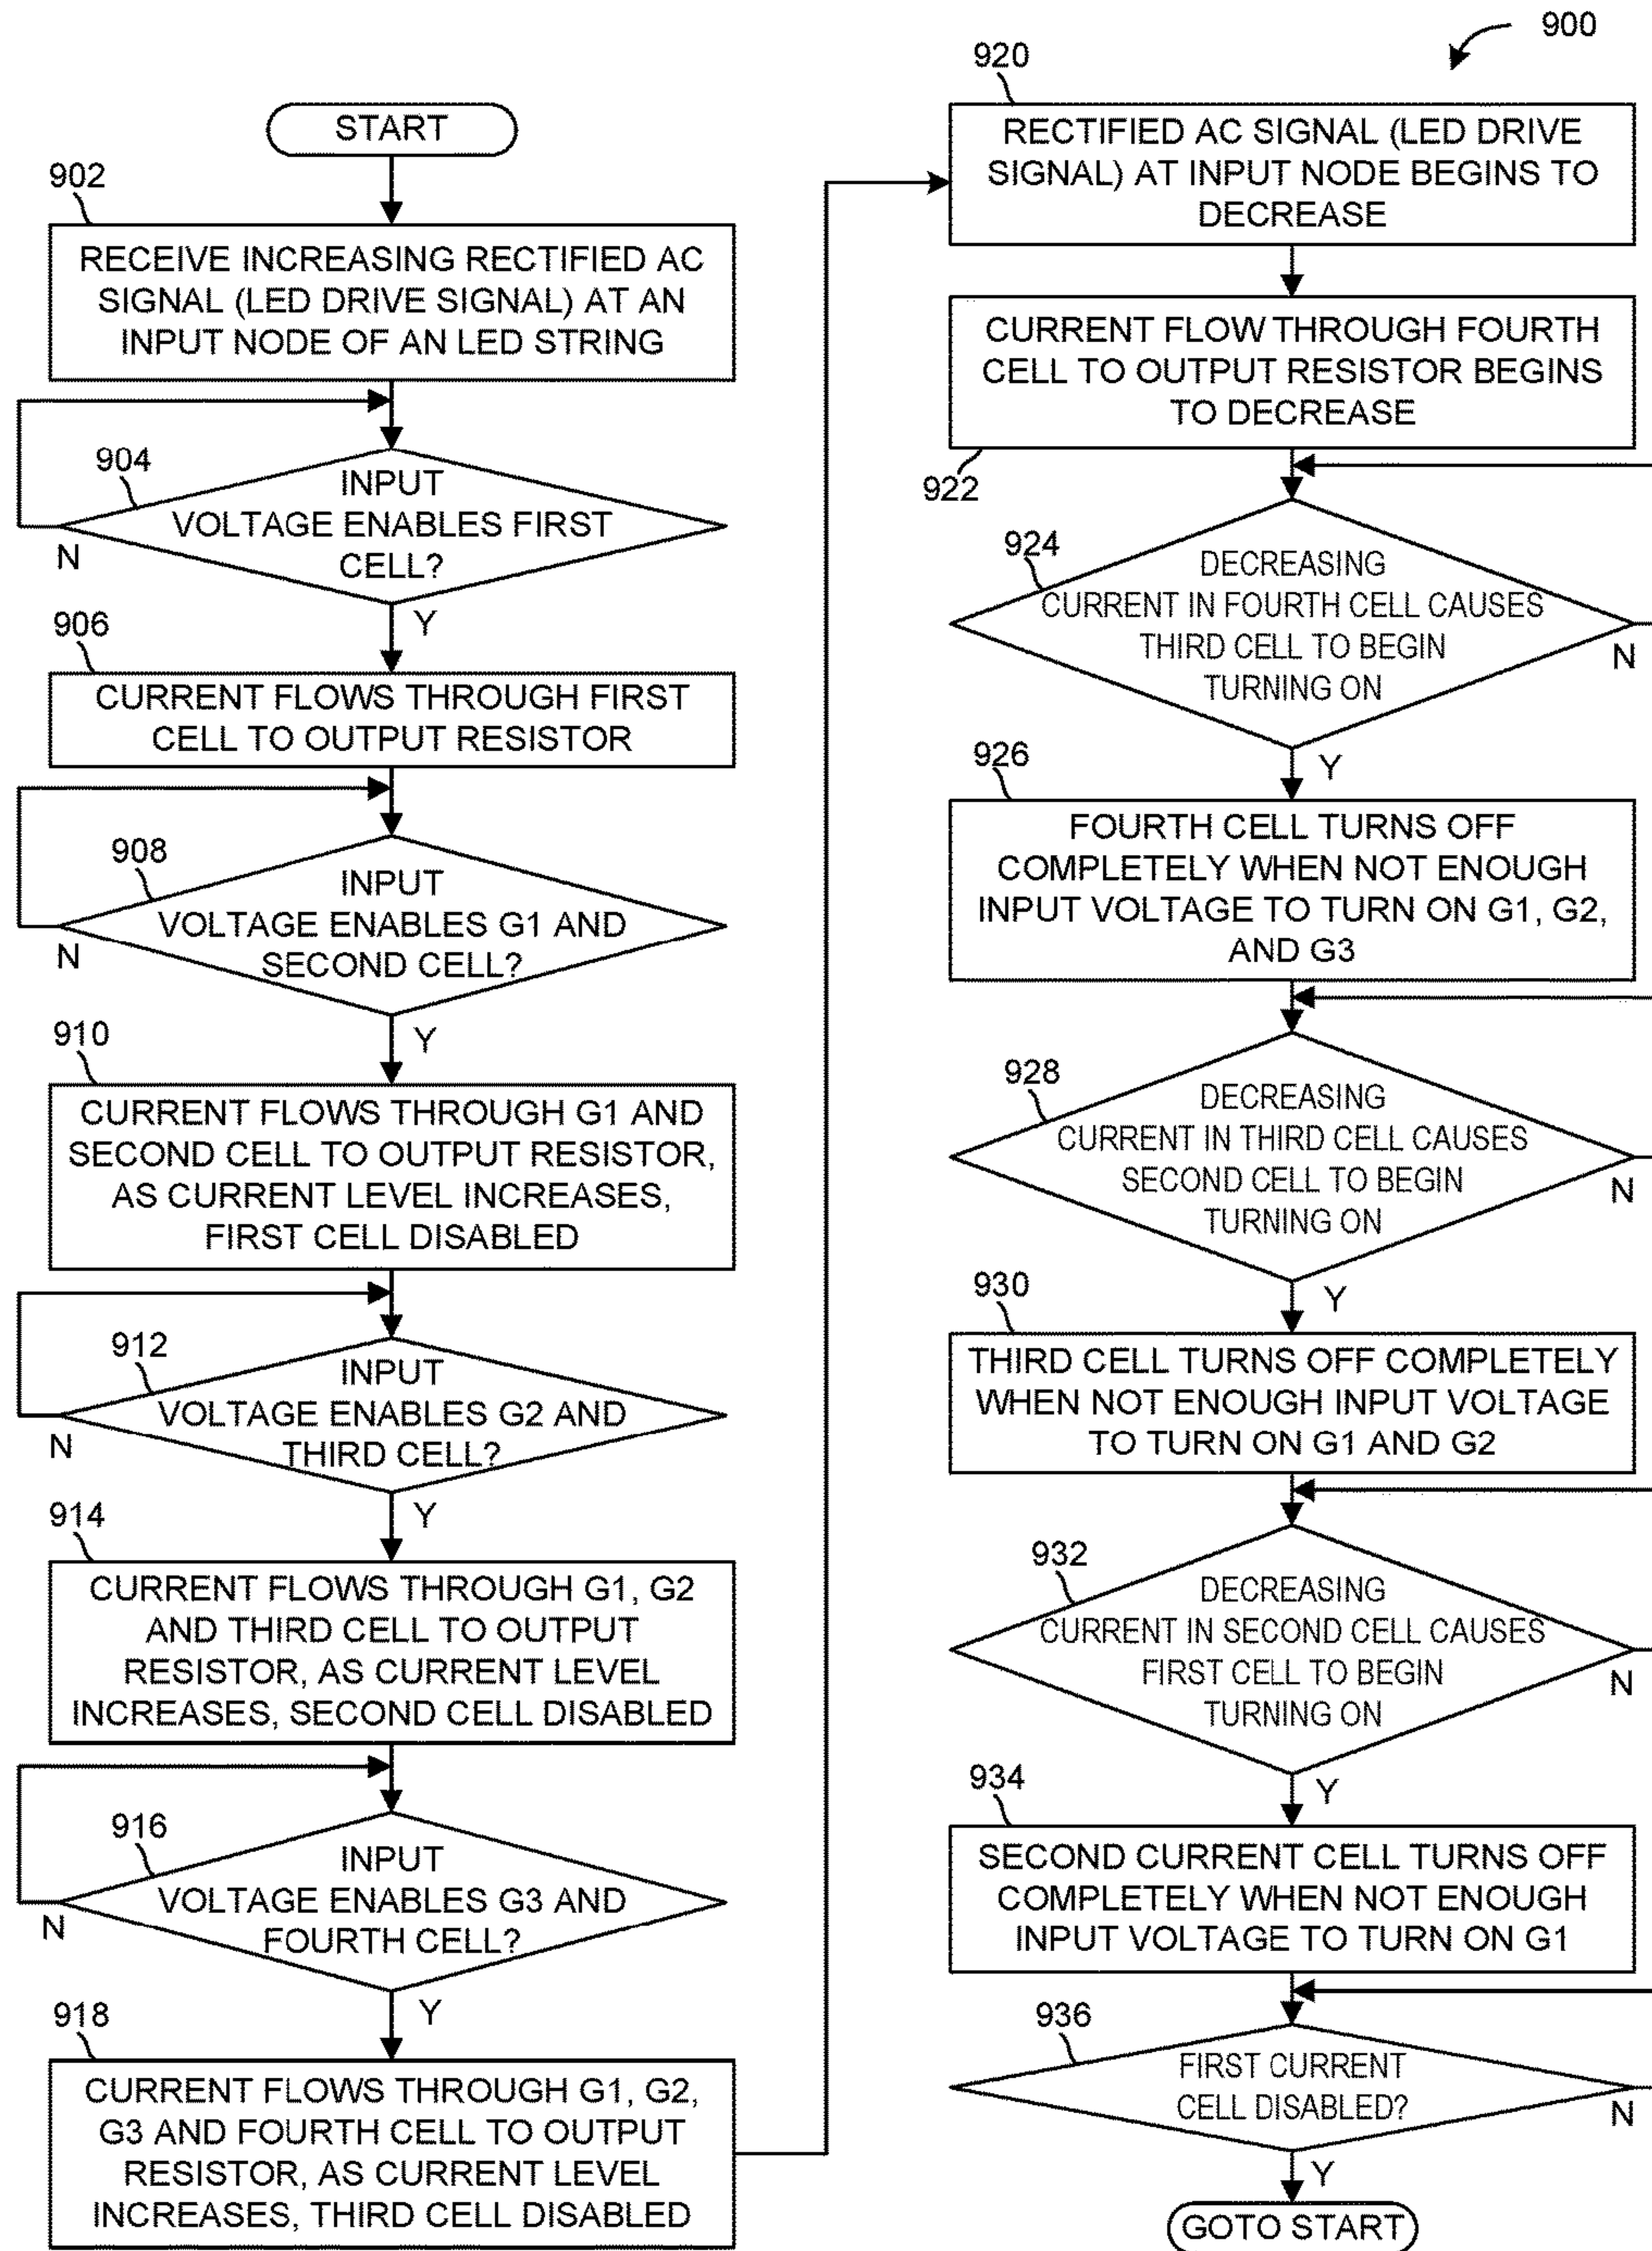 900
START
902
RECEIVE INCREASING RECTIFIED AC
SIGNAL (LED DRIVE SIGNAL) AT AN
INPUT NODE OF AN LED STRING
904
INPUT
VOLTAGE ENABLES FIRST
CELL?
N
Y
906
CURRENT FLOWS THROUGH FIRST
CELL TO OUTPUT RESISTOR
908
INPUT
VOLTAGE ENABLES G1 AND
SECOND CELL?
N
Y
910
CURRENT FLOWS THROUGH G1 AND
SECOND CELL TO OUTPUT RESISTOR,
AS CURRENT LEVEL INCREASES,
FIRST CELL DISABLED
912
INPUT
VOLTAGE ENABLES G2 AND
THIRD CELL?
N
Y
914
CURRENT FLOWS THROUGH G1, G2
AND THIRD CELL TO OUTPUT
RESISTOR, AS CURRENT LEVEL
INCREASES, SECOND CELL DISABLED
916
INPUT
VOLTAGE ENABLES G3 AND
FOURTH CELL?
N
Y
918
CURRENT FLOWS THROUGH G1, G2,
G3 AND FOURTH CELL TO OUTPUT
RESISTOR, AS CURRENT LEVEL
INCREASES, THIRD CELL DISABLED
920
RECTIFIED AC SIGNAL (LED DRIVE
SIGNAL) AT INPUT NODE BEGINS TO
DECREASE
CURRENT FLOW THROUGH FOURTH
CELL TO OUTPUT RESISTOR BEGINS
TO DECREASE
922
924
DECREASING
CURRENT IN FOURTH CELL CAUSES
THIRD CELL TO BEGIN
TURNING ON
N
Y
926
FOURTH CELL TURNS OFF
COMPLETELY WHEN NOT ENOUGH
INPUT VOLTAGE TO TURN ON G1, G2,
AND G3
928
DECREASING
CURRENT IN THIRD CELL CAUSES
SECOND CELL TO BEGIN
TURNING ON
N
Y
930
THIRD CELL TURNS OFF COMPLETELY
WHEN NOT ENOUGH INPUT VOLTAGE
TO TURN ON G1 AND G2
932
DECREASING
CURRENT IN SECOND CELL CAUSES
FIRST CELL TO BEGIN
TURNING ON
N
Y
934
SECOND CURRENT CELL TURNS OFF
COMPLETELY WHEN NOT ENOUGH
INPUT VOLTAGE TO TURN ON G1
936
FIRST CURRENT
CELL DISABLED?
N
Y
GOTO START